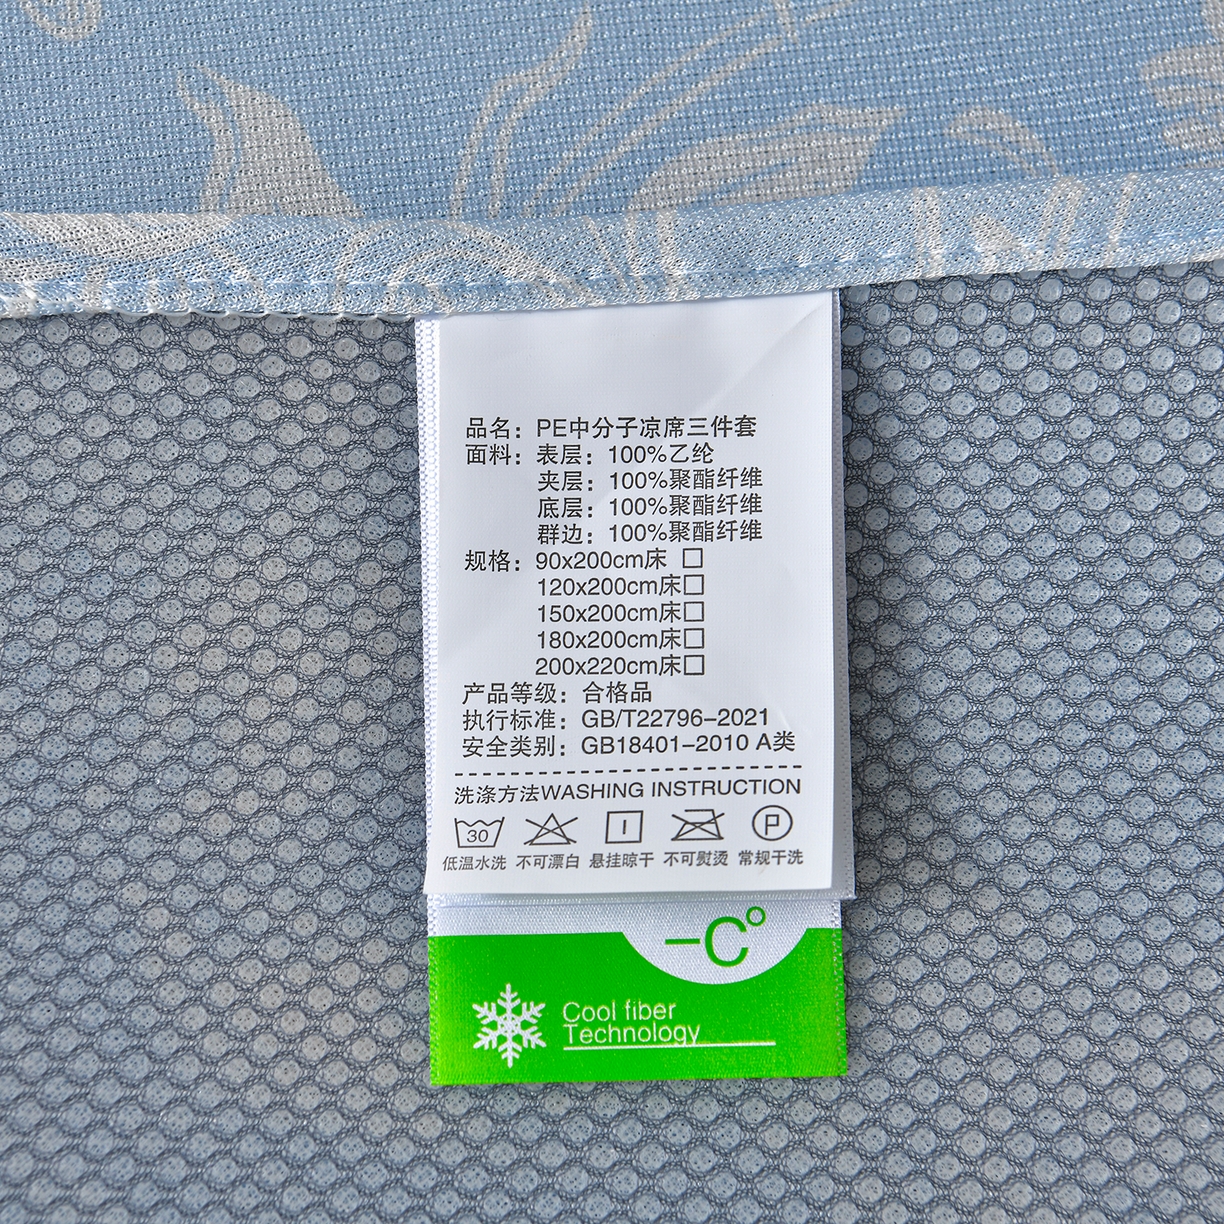 品名：PE中分子凉席三件套
面料：表层：100%乙纶
夹层：100%聚酯纤维
底层：100%聚酯纤维
群边：100%聚酯纤维
规格：90x200cm床 □
120x200cm床□
150x200cm床□
180x200cm床□
200x220cm床□
产品等级：合格品
执行标准：GB/T22796-2021
安全类别：GB18401-2010 A类
洗涤方法WASHING INSTRUCTION
30 P
低温水洗 不可漂白 悬挂晾干 不可熨烫 常规干洗
-C°
Cool fiber
Technology